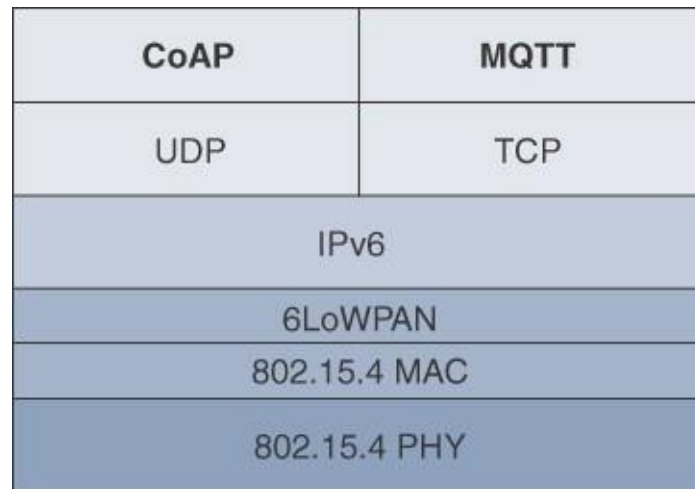 CoAP MQTT
UDP TCP
IPv6
6LoWPAN
802.15.4 MAC
802.15.4 PHY